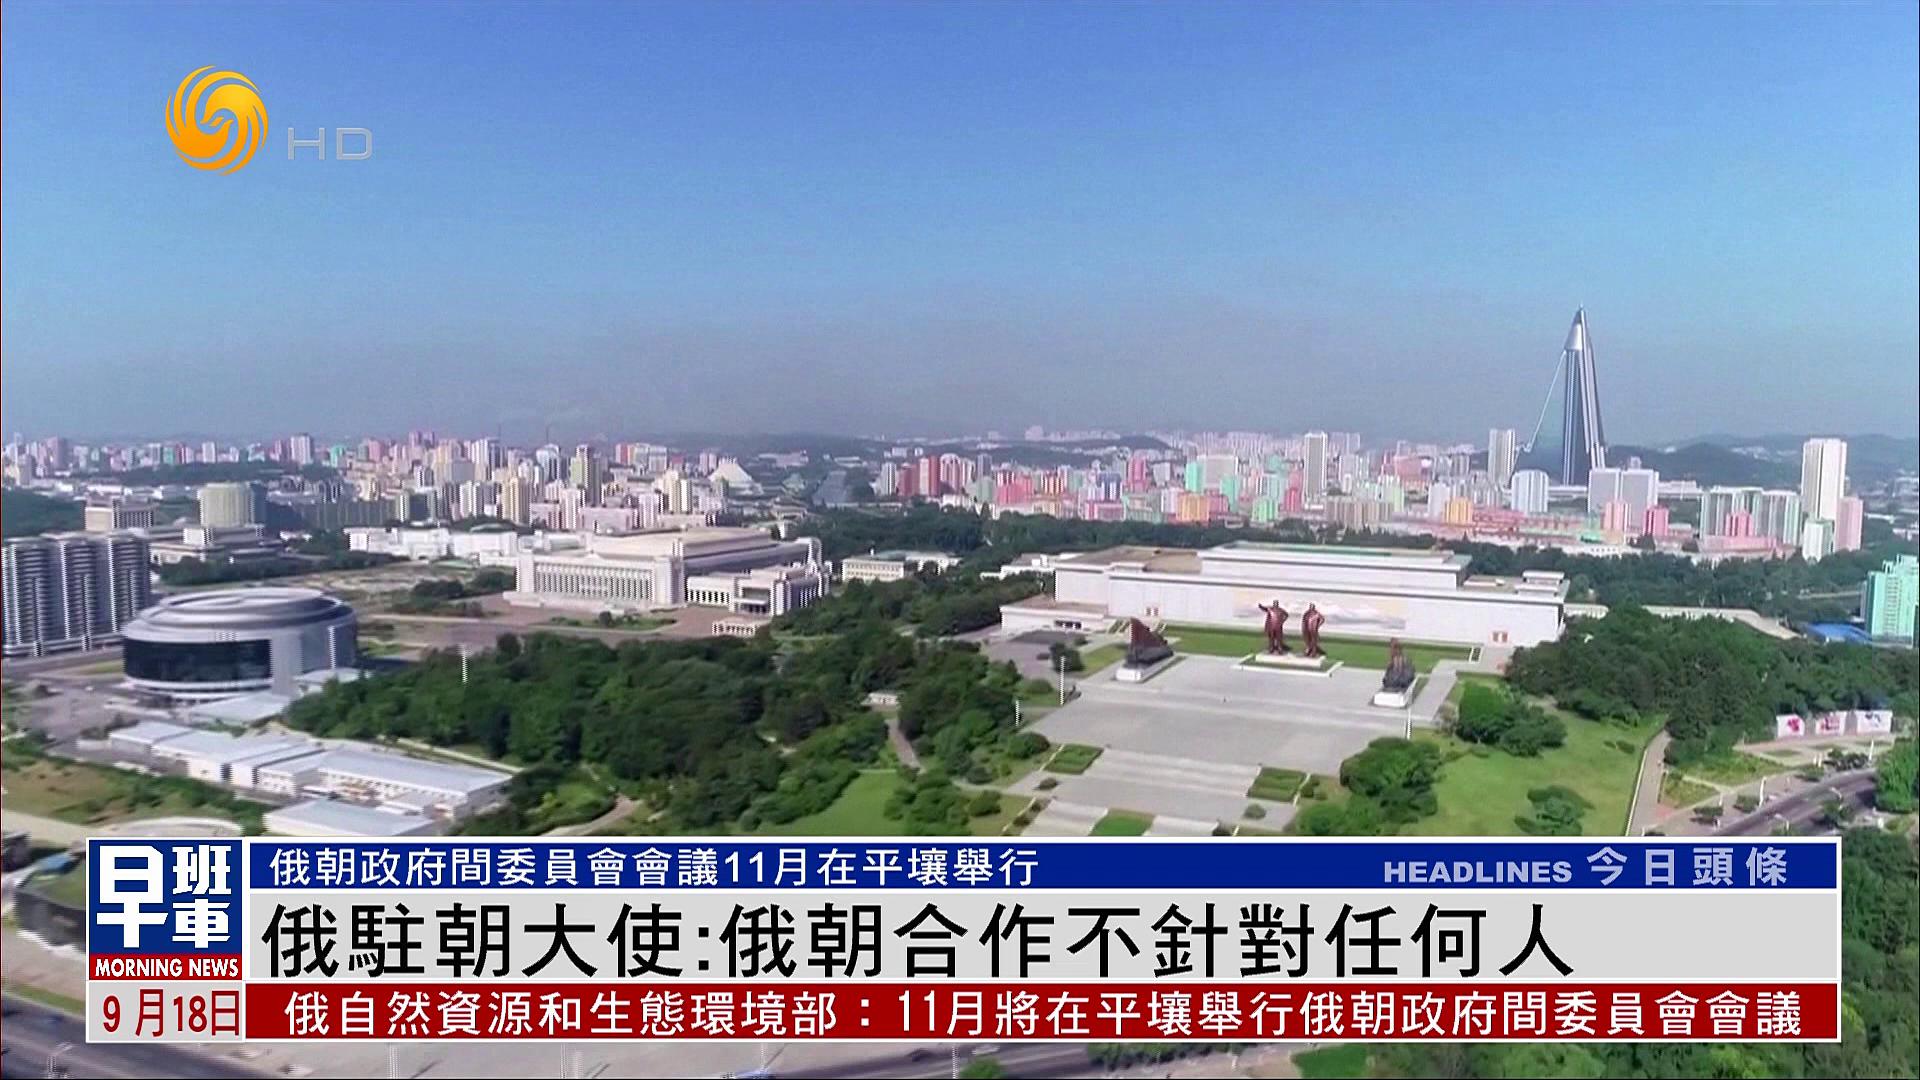 HD
早班車
MORNING NEWS
9月18日
俄朝政府間委員會會議11月在平壤舉行
HEADLINES 今日頭條
俄駐朝大使:俄朝合作不針對任何人
俄自然資源和生態環境部：11月將在平壤舉行俄朝政府間委員會會議